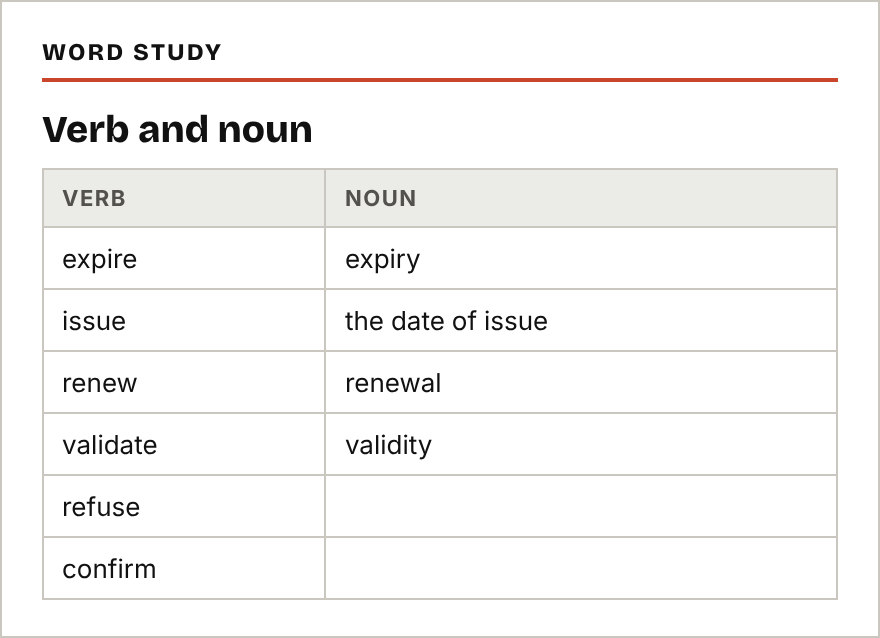 WORD STUDY
Verb and noun
VERB NOUN
expire expiry
issue the date of issue
renew renewal
validate validity
refuse
confirm